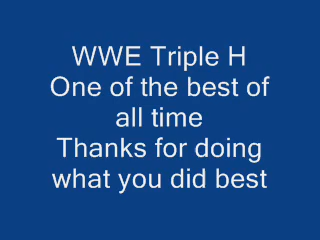 WWE Triple H
One of the best of
all time
Thanks for doing
what you did best